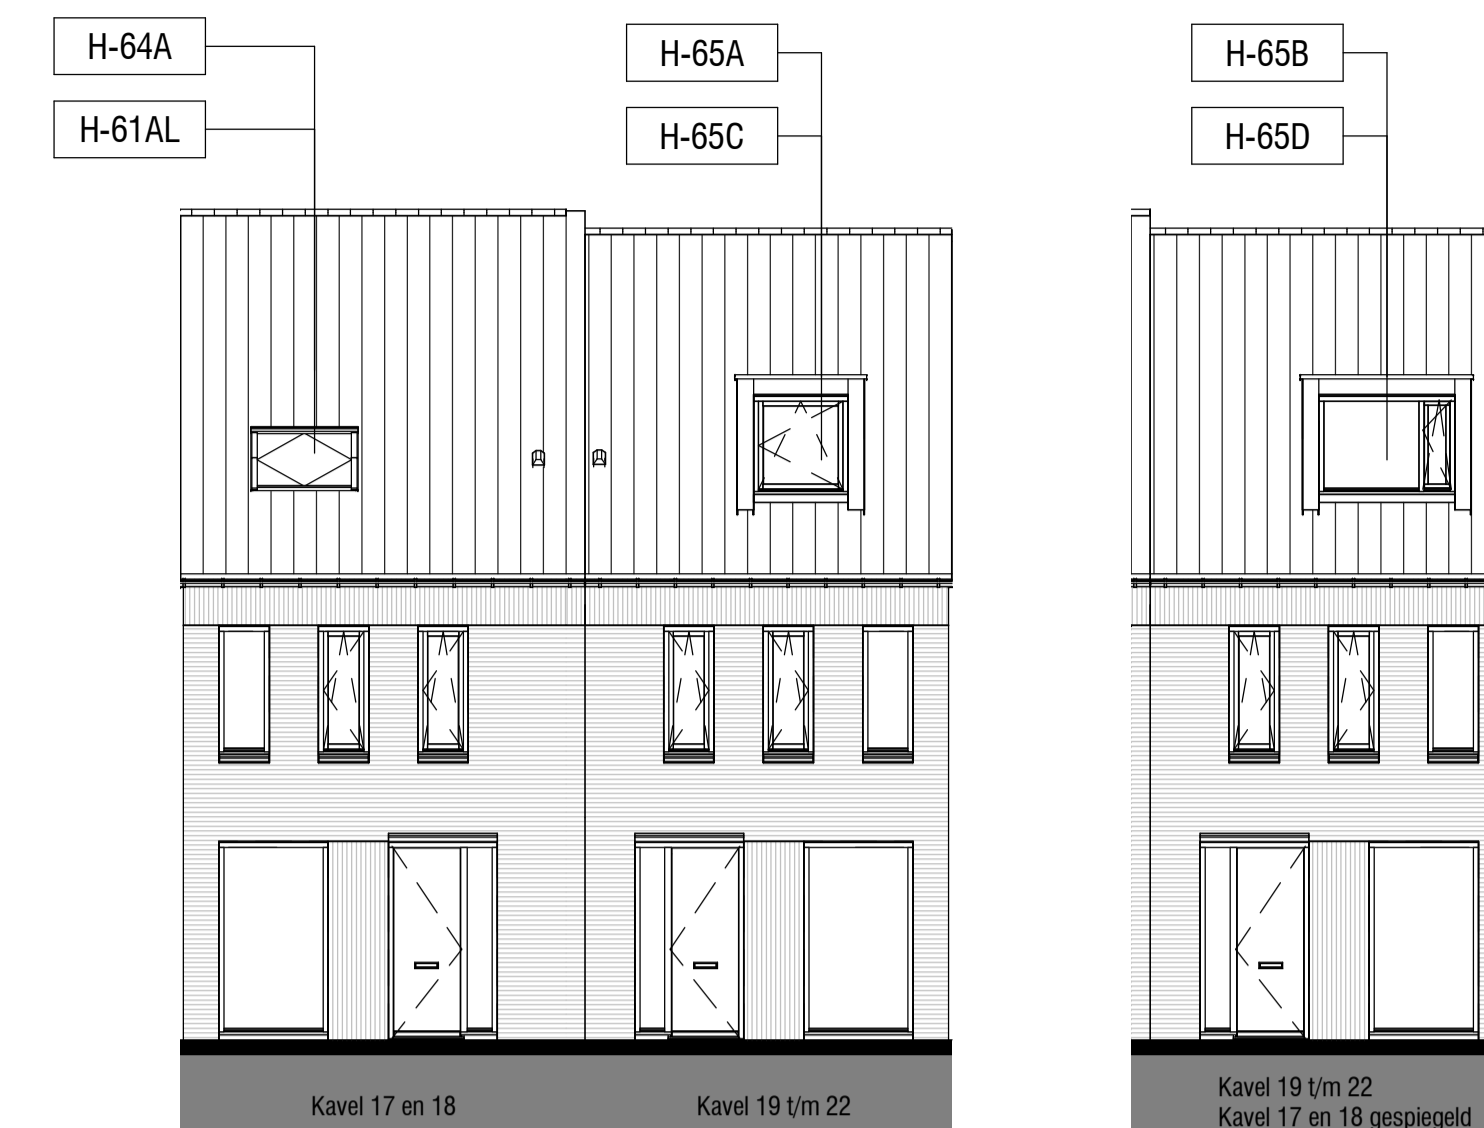 H-64A
H-61AL
H-65A
H-65C
H-65B
H-65D
Kavel 17 en 18
Kavel 19 t/m 22
Kavel 19 t/m 22
Kavel 17 en 18 gespiegeld